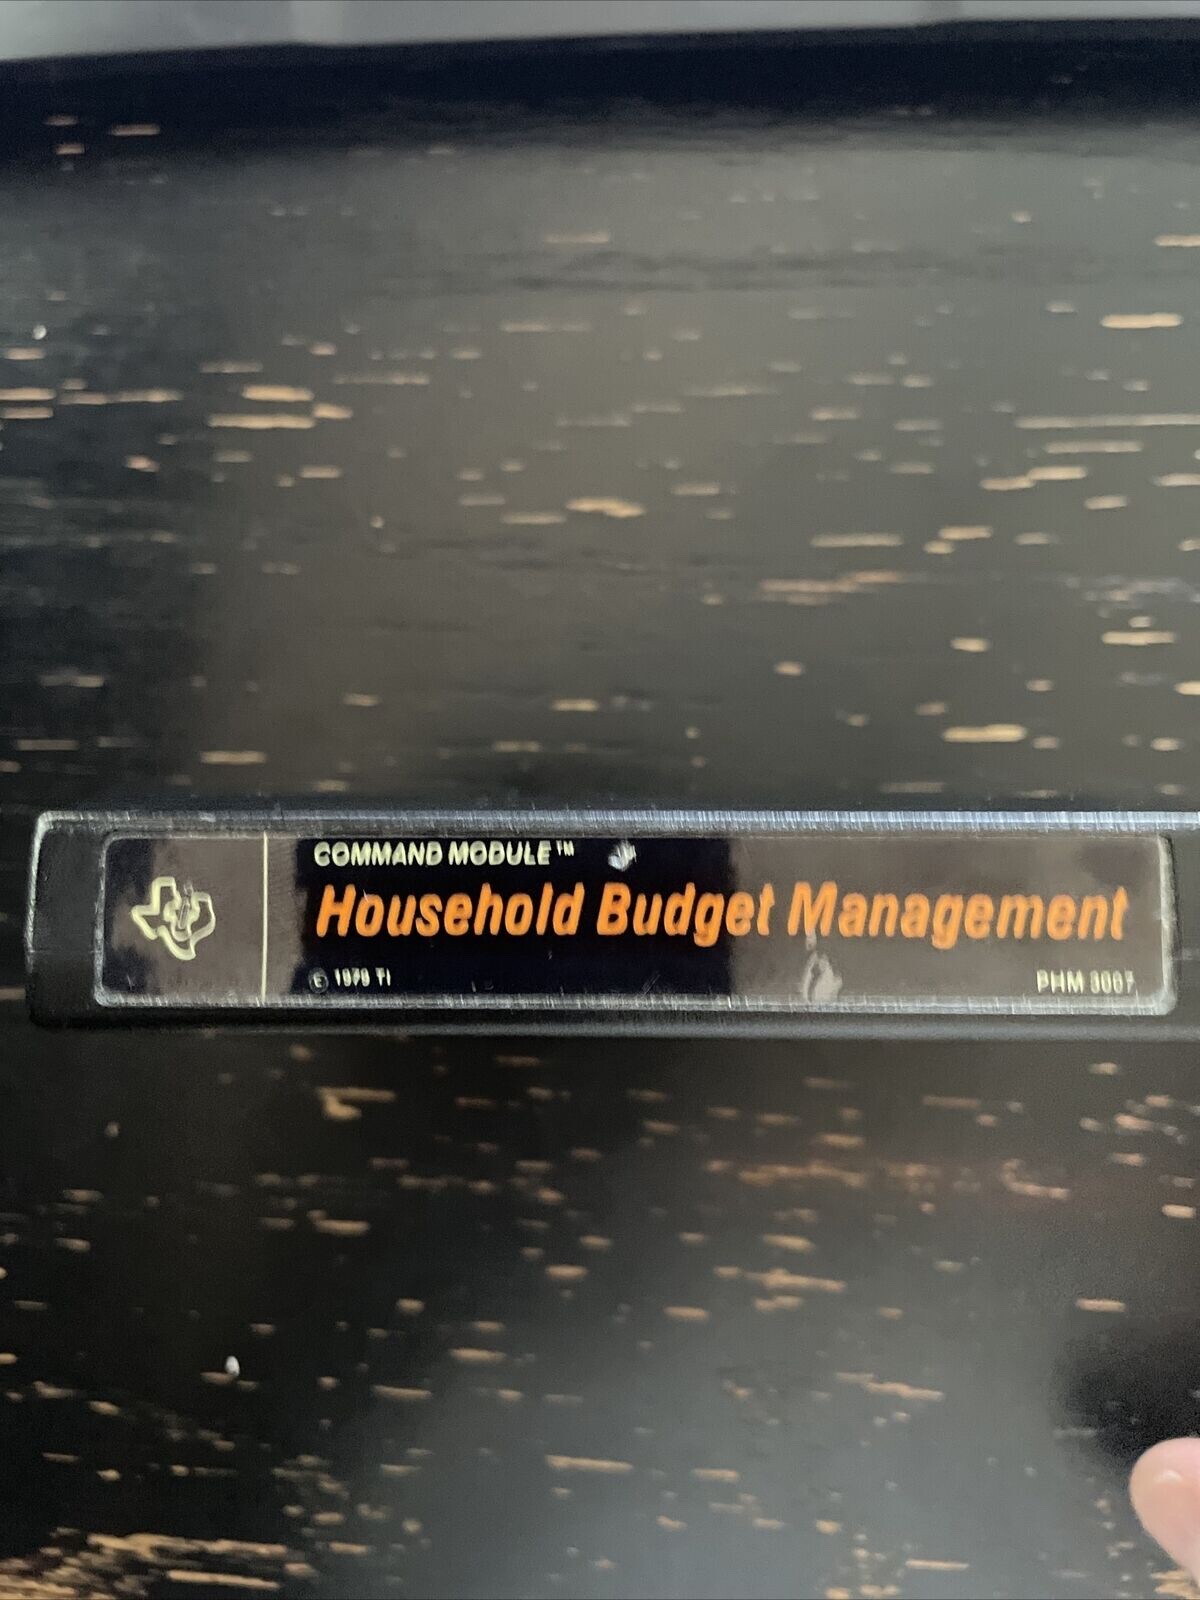 COMMAND MODULE™
Household Budget Management
© 1979 TI
PHM 3007